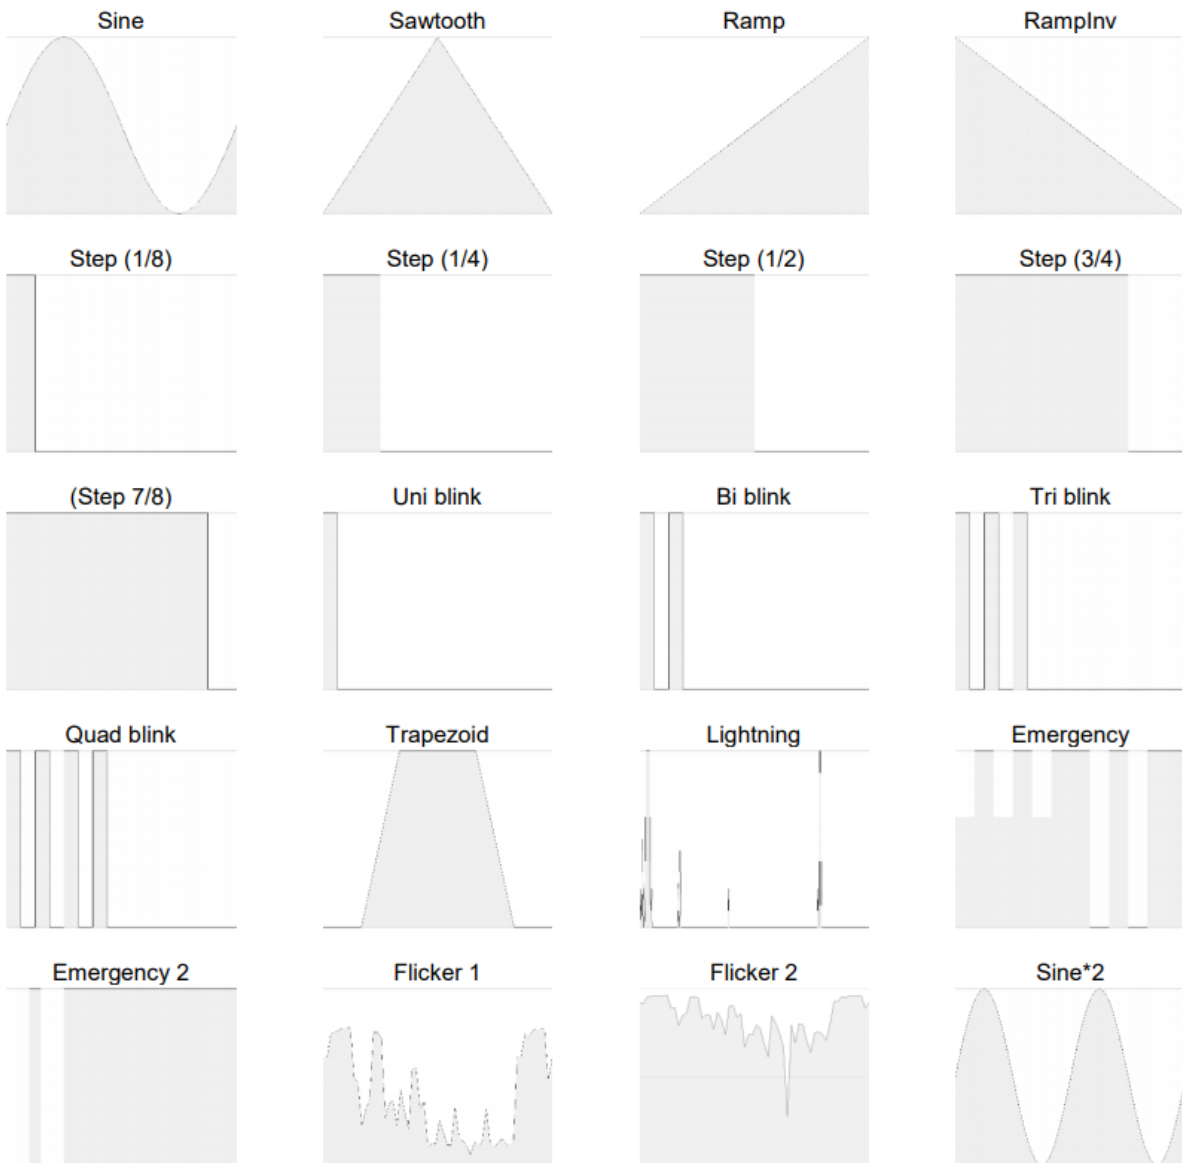 Sine
Sawtooth
Ramp
RampInv
Step (1/8)
Step (1/4)
Step (1/2)
Step (3/4)
(Step 7/8)
Uni blink
Bi blink
Tri blink
Quad blink
Trapezoid
Lightning
Emergency
Emergency 2
Flicker 1
Flicker 2
Sine*2